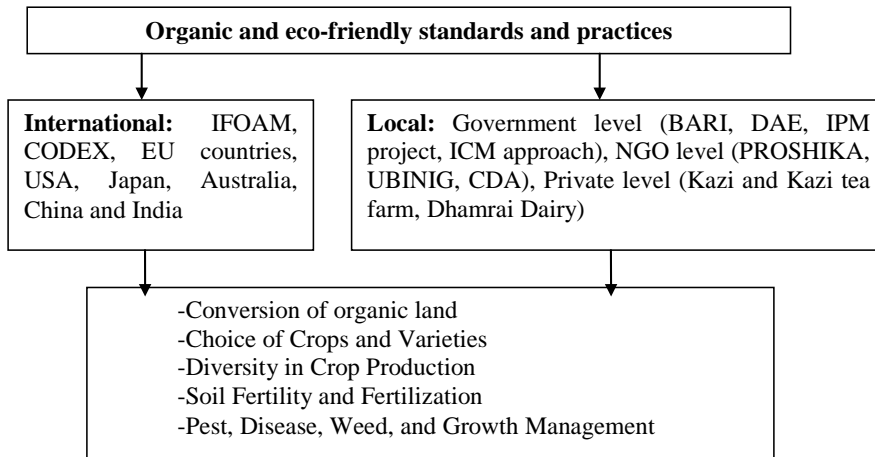 Organic and eco-friendly standards and practices
International: IFOAM,
CODEX, EU countries,
USA, Japan, Australia,
China and India
Local: Government level (BARI, DAE, IPM
project, ICM approach), NGO level (PROSHIKA,
UBINIG, CDA), Private level (Kazi and Kazi tea
farm, Dhamrai Dairy)
-Conversion of organic land
-Choice of Crops and Varieties
-Diversity in Crop Production
-Soil Fertility and Fertilization
-Pest, Disease, Weed, and Growth Management